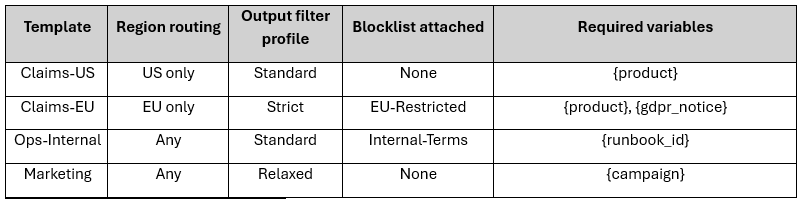 Template Region routing Output filter profile Blocklist attached Required variables
Claims-US US only Standard None {product}
Claims-EU EU only Strict EU-Restricted {product}, {gdpr_notice}
Ops-Internal Any Standard Internal-Terms {runbook_id}
Marketing Any Relaxed None {campaign}